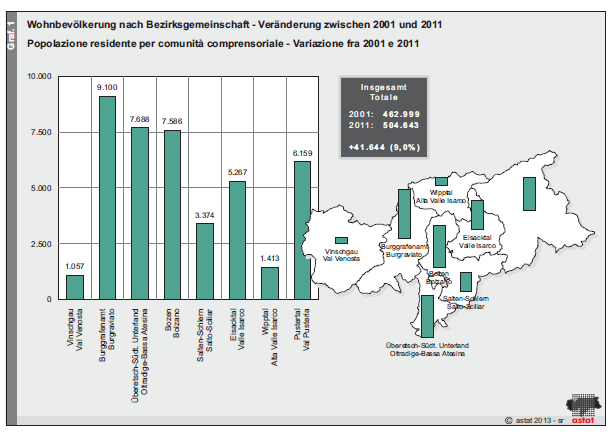 Graf. 1
Wohnbevölkerung nach Bezirksgemeinschaft - Veränderung zwischen 2001 und 2011
Popolazione residente per comunità comprensoriale - Variazione fra 2001 e 2011
10.000
7.500
5.000
2.500
0
1.057
9.100
7.688
7.586
3.374
5.267
1.413
6.159
Vinschgau
Val Venosta
Burggrafenamt
Burgraviato
Überetsch-Südt. Unterland
Oltradige-Bassa Atesina
Bozen
Bolzano
Salten-Schlern
Salto-Sciliar
Eisacktal
Valle Isarco
Wipptal
Alta Valle Isarco
Pustertal
Val Pusteria
Insgesamt
Totale
2001: 462.999
2011: 504.643
+41.644 (9,0%)
Wipptal
Alta Valle Isarco
Eisacktal
Valle Isarco
Vinschgau
Val Venosta
Burggrafenamt
Burgraviato
Bozen
Bolzano
Salten-Schlern
Salto-Sciliar
Überetsch-Südt. Unterland
Oltradige-Bassa Atesina
© astat 2013 - sr
astat